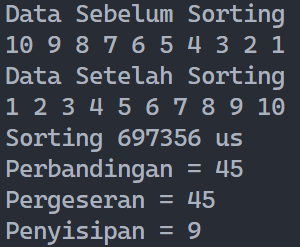 Data Sebelum Sorting
10 9 8 7 6 5 4 3 2 1
Data Setelah Sorting
1 2 3 4 5 6 7 8 9 10
Sorting 697356 us
Perbandingan = 45
Pergeseran = 45
Penyisipan = 9